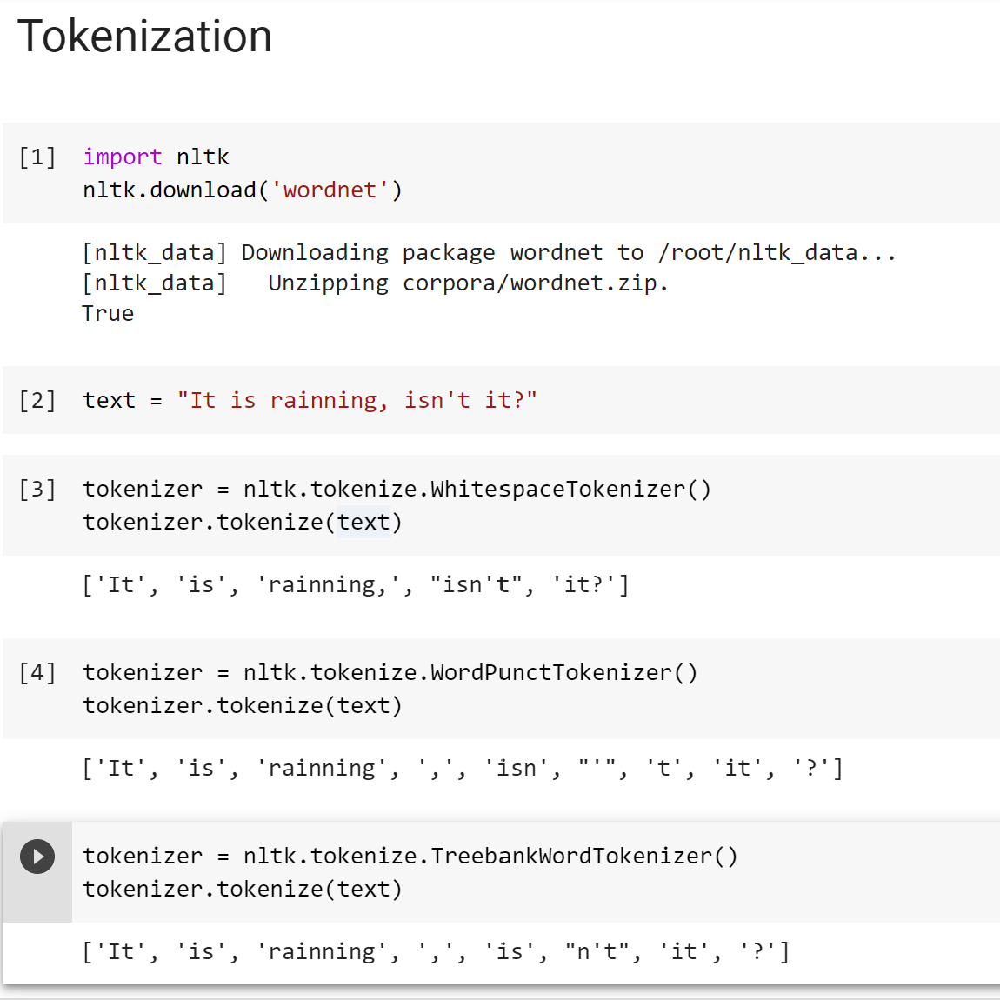 Tokenization
[1] import nltk
nltk.download('wordnet')
[nltk_data] Downloading package wordnet to /root/nltk_data...
[nltk_data]   Unzipping corpora/wordnet.zip.
True
[2] text = "It is rainning, isn't it?"
[3] tokenizer = nltk.tokenize.WhitespaceTokenizer()
tokenizer.tokenize(text)
['It', 'is', 'rainning,', "isn't", 'it?']
[4] tokenizer = nltk.tokenize.WordPunctTokenizer()
tokenizer.tokenize(text)
['It', 'is', 'rainning', ',', 'isn', "'", 't', 'it', '?']
tokenizer = nltk.tokenize.TreebankWordTokenizer()
tokenizer.tokenize(text)
['It', 'is', 'rainning', ',', 'is', "n't", 'it', '?']